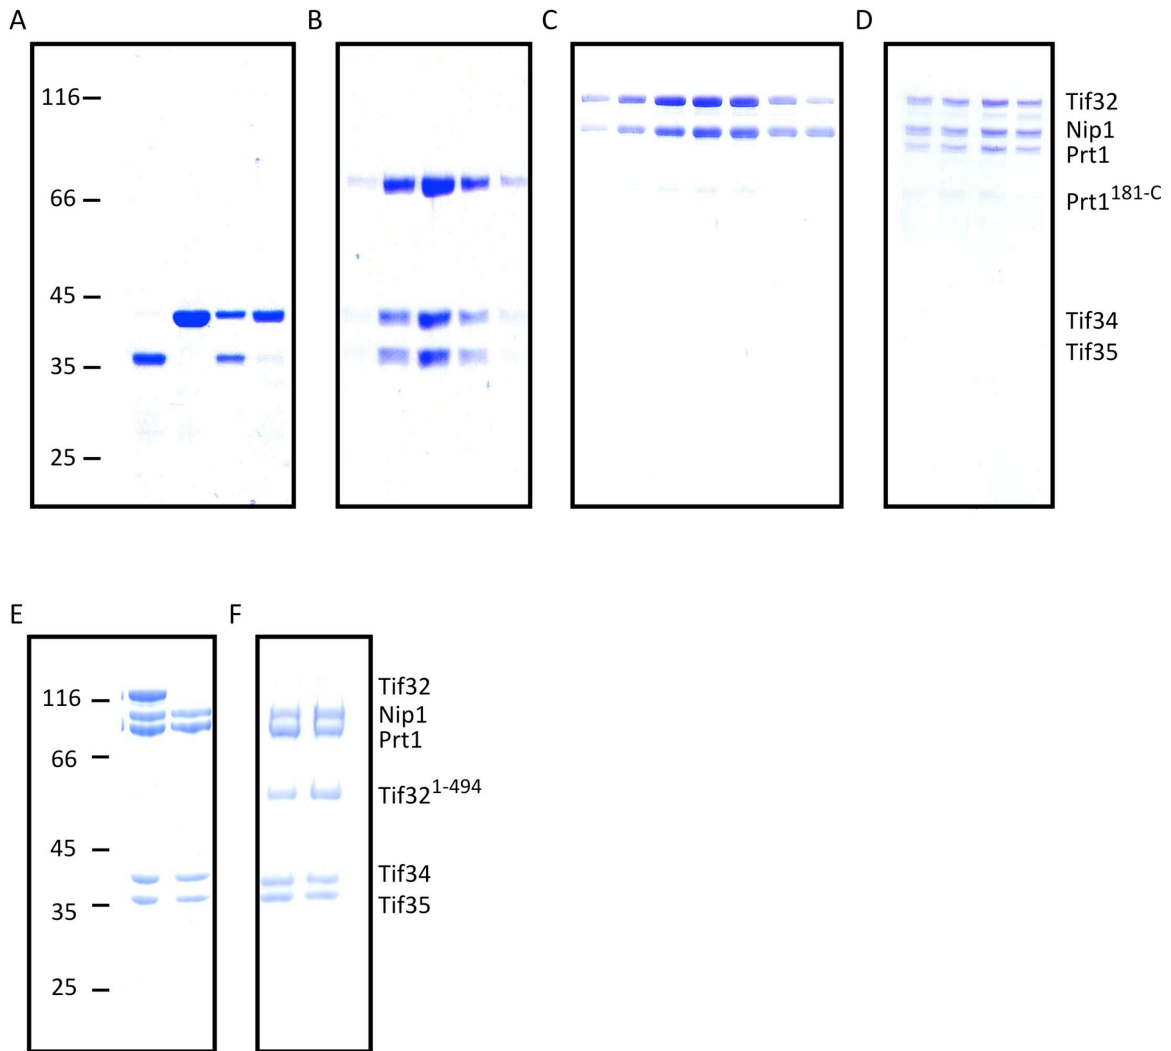 A
B
C
D
116
66
45
35
25
Tif32
Nip1
Prt1
Prt1181-C
Tif34
Tif35
E
F
116
66
45
35
25
Tif32
Nip1
Prt1
Tif321-494
Tif34
Tif35